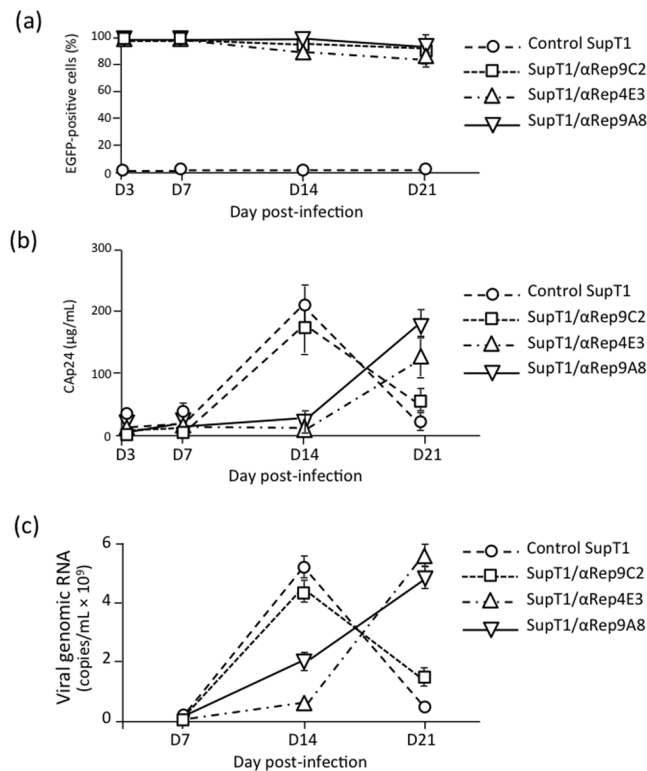 (a)
EGFP-positive cells (%)
100
80
60
40
20
0
D3 D7 D14 D21
Day post-infection
Control SupT1
SupT1/αRep9C2
SupT1/αRep4E3
SupT1/αRep9A8
(b)
CAp24 (µg/mL)
300
200
100
0
D3 D7 D14 D21
Day post-infection
Control SupT1
SupT1/αRep9C2
SupT1/αRep4E3
SupT1/αRep9A8
(c)
Viral genomic RNA
(copies/mL × 10⁹)
6
4
2
0
D7 D14 D21
Day post-infection
Control SupT1
SupT1/αRep9C2
SupT1/αRep4E3
SupT1/αRep9A8